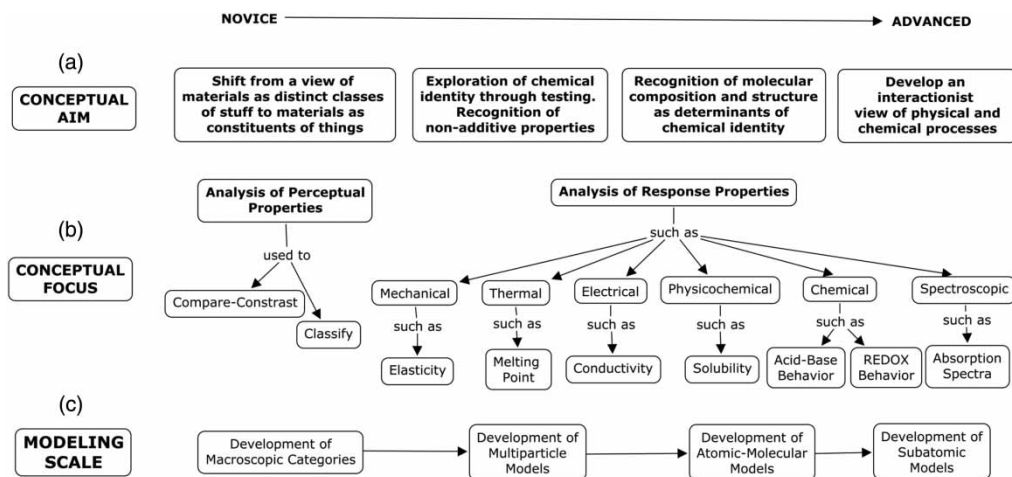 NOVICE
ADVANCED
(a)
CONCEPTUAL
AIM
Shift from a view of
materials as distinct classes
of stuff to materials as
constituents of things
Exploration of chemical
identity through testing.
Recognition of
non-additive properties
Recognition of molecular
composition and structure
as determinants of
chemical identity
Develop an
interactionist
view of physical and
chemical processes
(b)
CONCEPTUAL
FOCUS
Analysis of Perceptual
Properties
used to
Compare-Constrast
Classify
Analysis of Response Properties
such as
Mechanical
Thermal
Electrical
Physicochemical
Chemical
Spectroscopic
such as
such as
such as
such as
such as
such as
Elasticity
Melting
Point
Conductivity
Solubility
Acid-Base
Behavior
REDOX
Behavior
Absorption
Spectra
(c)
MODELING
SCALE
Development of
Macroscopic Categories
Development of
Multiparticle
Models
Development of
Atomic-Molecular
Models
Development of
Subatomic
Models